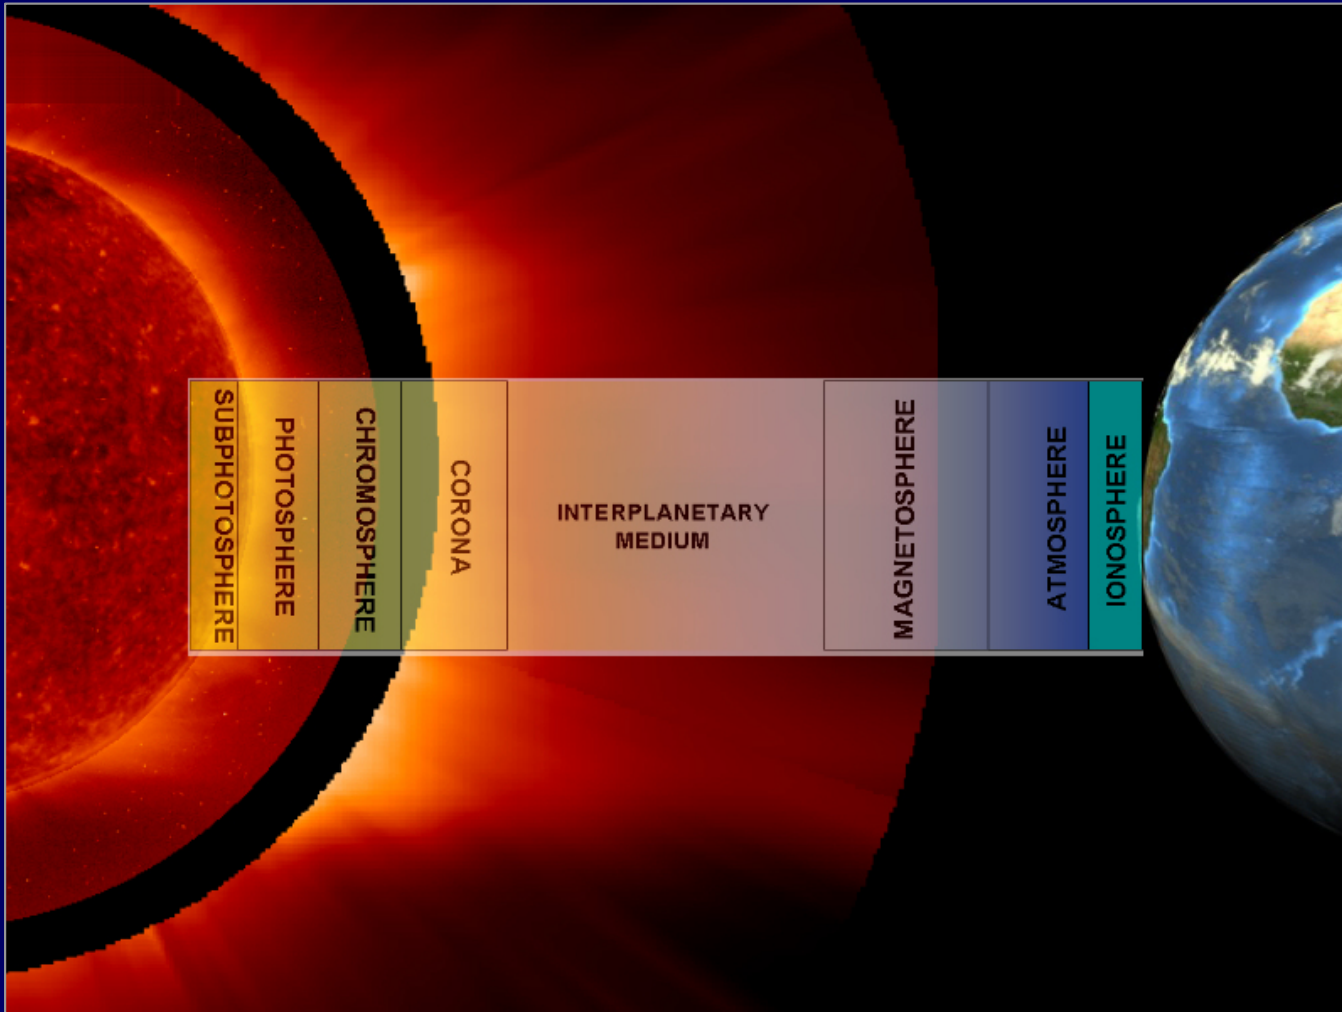 SUBPHOTOSPHERE
PHOTOSPHERE
CHROMOSPHERE
CORONA
INTERPLANETARY
MEDIUM
MAGNETOSPHERE
ATMOSPHERE
IONOSPHERE